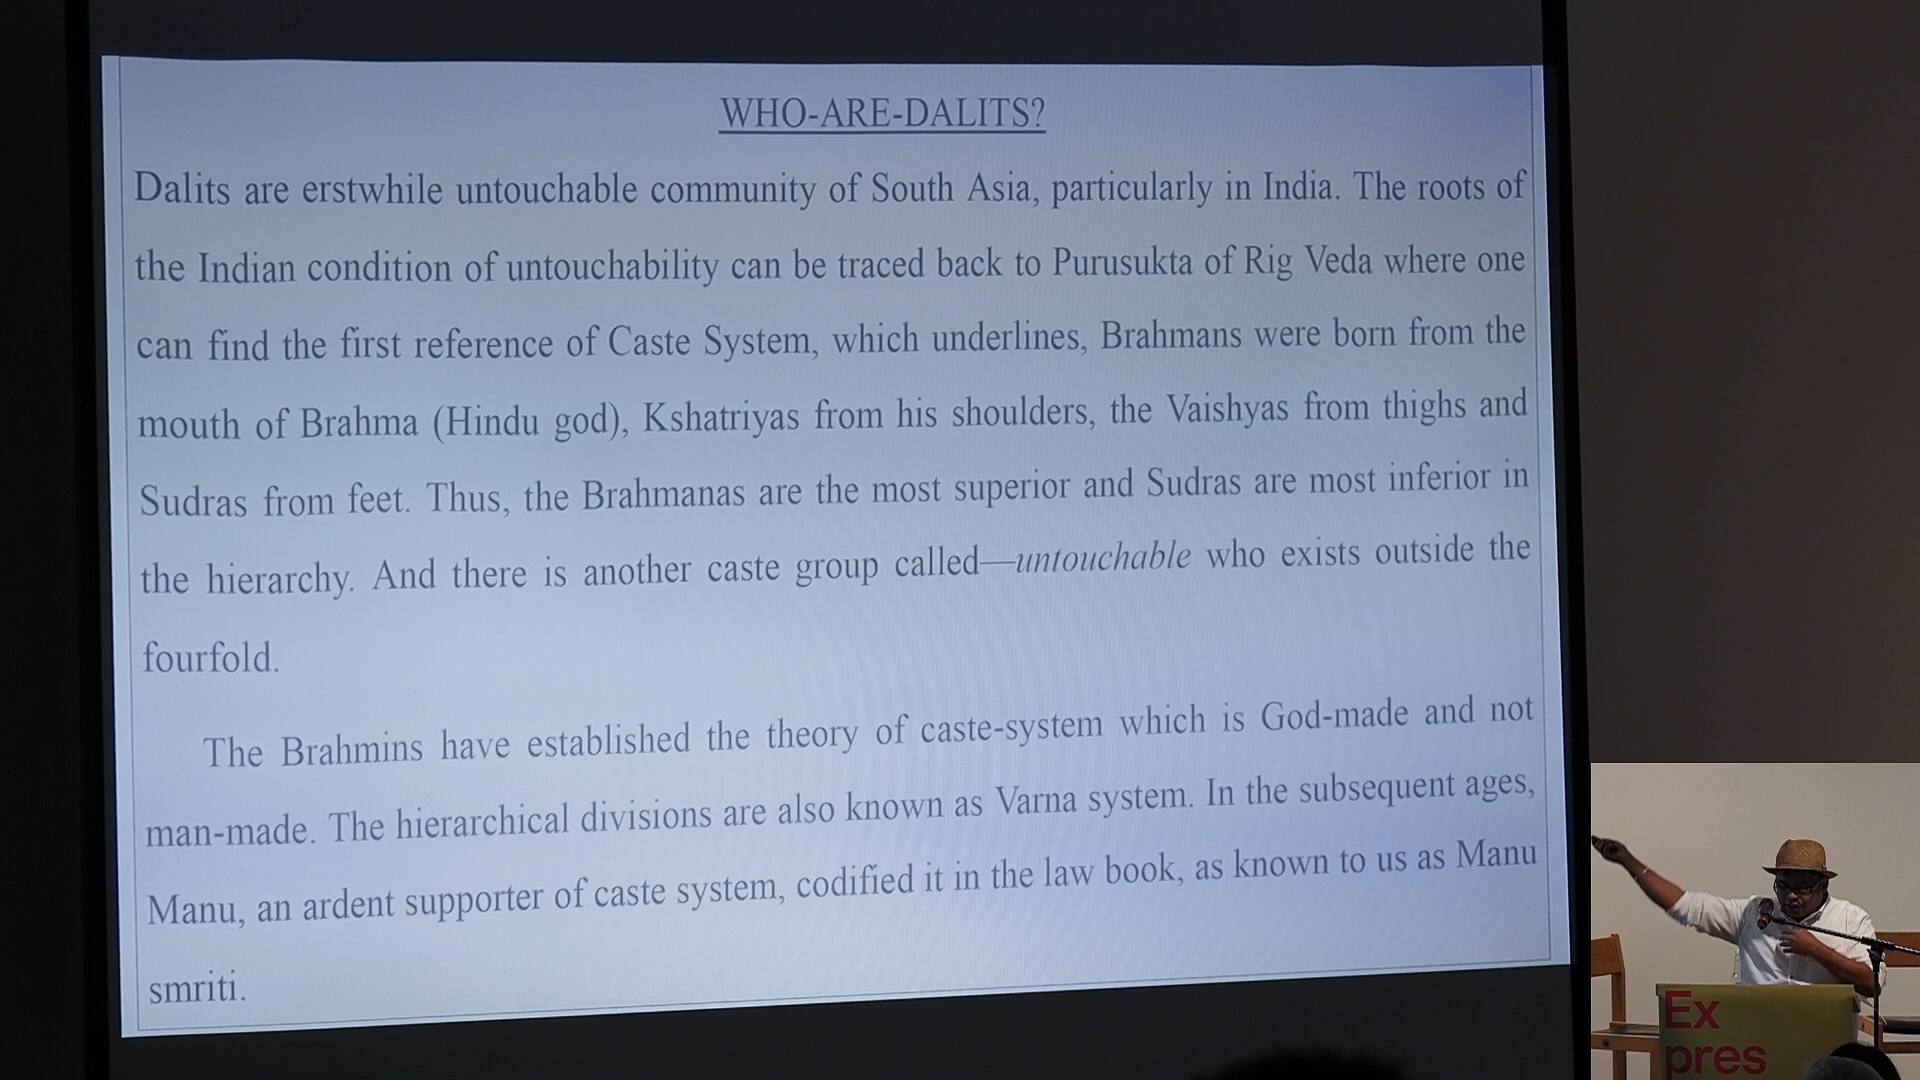 WHO-ARE-DALITS?
Dalits are erstwhile untouchable community of South Asia, particularly in India. The roots of
the Indian condition of untouchability can be traced back to Purusukta of Rig Veda where one
can find the first reference of Caste System, which underlines, Brahmans were born from the
mouth of Brahma (Hindu god), Kshatriyas from his shoulders, the Vaishyas from thighs and
Sudras from feet. Thus, the Brahmanas are the most superior and Sudras are most inferior in
the hierarchy. And there is another caste group called—untouchable who exists outside the
fourfold.
The Brahmins have established the theory of caste-system which is God-made and not
man-made. The hierarchical divisions are also known as Varna system. In the subsequent ages,
Manu, an ardent supporter of caste system, codified it in the law book, as known to us as Manu
smriti.
Ex
pres